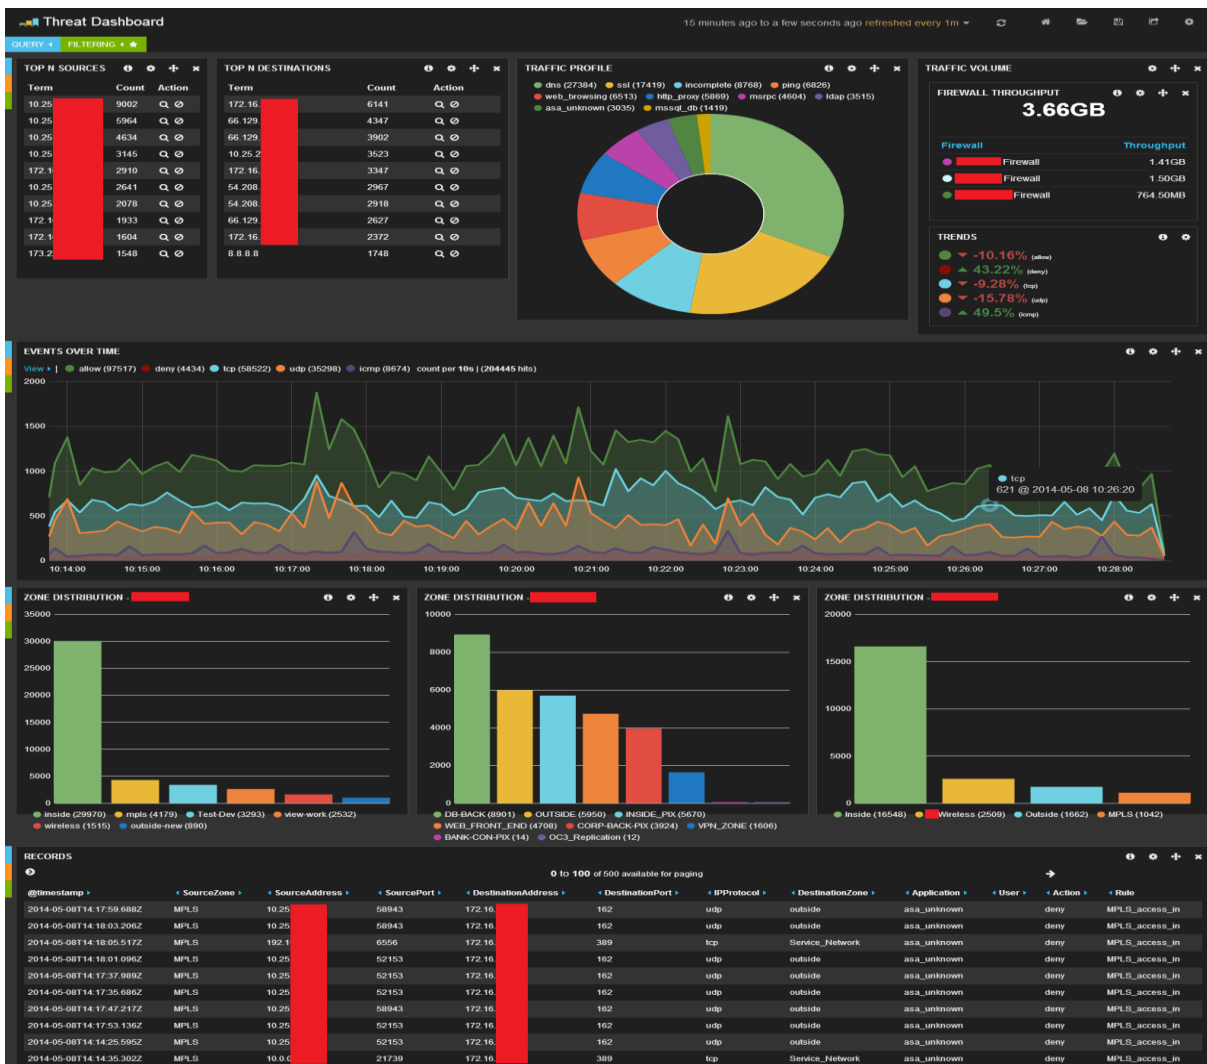 Threat Dashboard
15 minutes ago to a few seconds ago refreshed every 1m
QUERY
FILTERING
TOP N SOURCES
Term Count Action
10.25 9002
10.25 5964
10.25 4634
10.25 3145
172.1 2910
10.25 2641
10.25 2078
172.1 1933
172.1 1604
173.2 1548
TOP N DESTINATIONS
Term Count Action
172.16. 6141
66.129. 4347
66.129. 3902
10.25.2 3523
172.16. 3347
54.208. 2967
54.208. 2918
66.129. 2627
172.16. 2372
8.8.8.8 1748
TRAFFIC PROFILE
dns (27384) ssl (17419) incomplete (8768) ping (6826)
web_browsing (6513) http_proxy (5869) msrpc (4604) ldap (3515)
asa_unknown (3035) mssql_db (1419)
TRAFFIC VOLUME
FIREWALL THROUGHPUT
3.66GB
Firewall Throughput
Firewall 1.41GB
Firewall 1.50GB
Firewall 764.50MB
TRENDS
-10.16% (allow)
43.22% (deny)
-9.28% (tcp)
-15.78% (udp)
49.5% (icmp)
EVENTS OVER TIME
View | allow (97517) deny (4434) tcp (58522) udp (35298) icmp (8674) count per 10s | (204445 hits)
2000
1500
1000
500
0
tcp
621 @ 2014-05-08 10:26:20
10:14:00 10:15:00 10:16:00 10:17:00 10:18:00 10:19:00 10:20:00 10:21:00 10:22:00 10:23:00 10:24:00 10:25:00 10:26:00 10:27:00 10:28:00
ZONE DISTRIBUTION -
35000
30000
25000
20000
15000
10000
5000
0
inside (29970) mpls (4179) Test-Dev (3293) view-work (2532)
wireless (1515) outside-new (890)
ZONE DISTRIBUTION -
10000
8000
6000
4000
2000
0
DB-BACK (8901) OUTSIDE (5950) INSIDE_PIX (5670)
WEB_FRONT_END (4708) CORP-BACK-PIX (3924) VPN_ZONE (1606)
BANK-CON-PIX (14) OC3_Replication (12)
ZONE DISTRIBUTION -
20000
15000
10000
5000
0
Inside (16548) Wireless (2509) Outside (1662) MPLS (1042)
RECORDS
0 to 100 of 500 available for paging
@timestamp SourceZone SourceAddress SourcePort DestinationAddress DestinationPort IPProtocol DestinationZone Application User Action Rule
2014-05-08T14:17:59.688Z MPLS 10.25 58943 172.16. 162 udp outside asa_unknown deny MPLS_access_in
2014-05-08T14:18:03.206Z MPLS 10.25 58943 172.16. 162 udp outside asa_unknown deny MPLS_access_in
2014-05-08T14:18:05.517Z MPLS 192.1 6556 172.16. 389 tcp Service_Network asa_unknown deny MPLS_access_in
2014-05-08T14:18:01.096Z MPLS 10.25 52153 172.16. 162 udp outside asa_unknown deny MPLS_access_in
2014-05-08T14:17:37.989Z MPLS 10.25 52153 172.16. 162 udp outside asa_unknown deny MPLS_access_in
2014-05-08T14:17:35.686Z MPLS 10.25 52153 172.16. 162 udp outside asa_unknown deny MPLS_access_in
2014-05-08T14:17:47.217Z MPLS 10.25 58943 172.16. 162 udp outside asa_unknown deny MPLS_access_in
2014-05-08T14:17:53.136Z MPLS 10.25 52153 172.16. 162 udp outside asa_unknown deny MPLS_access_in
2014-05-08T14:14:25.595Z MPLS 10.25 52153 172.16. 162 udp outside asa_unknown deny MPLS_access_in
2014-05-08T14:14:35.302Z MPLS 10.0.0 21739 172.16. 389 tcp Service_Network asa_unknown deny MPLS_access_in